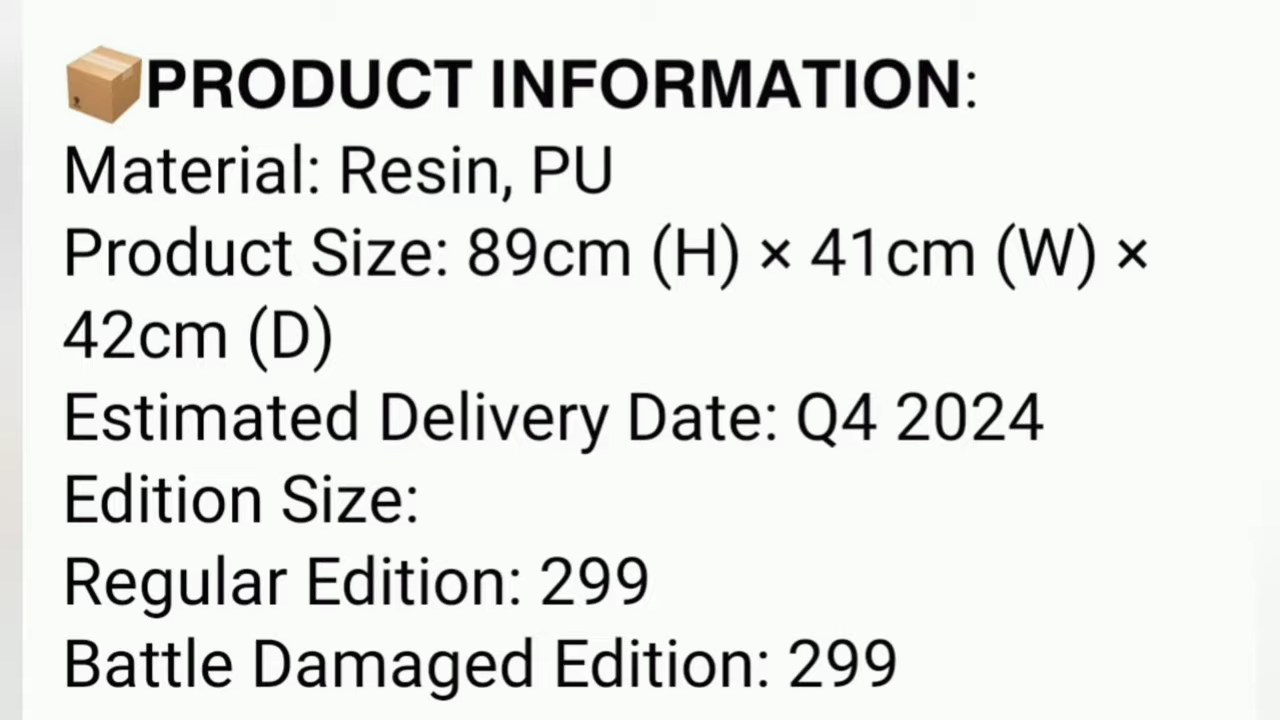 📦PRODUCT INFORMATION:
Material: Resin, PU
Product Size: 89cm (H) × 41cm (W) ×
42cm (D)
Estimated Delivery Date: Q4 2024
Edition Size:
Regular Edition: 299
Battle Damaged Edition: 299